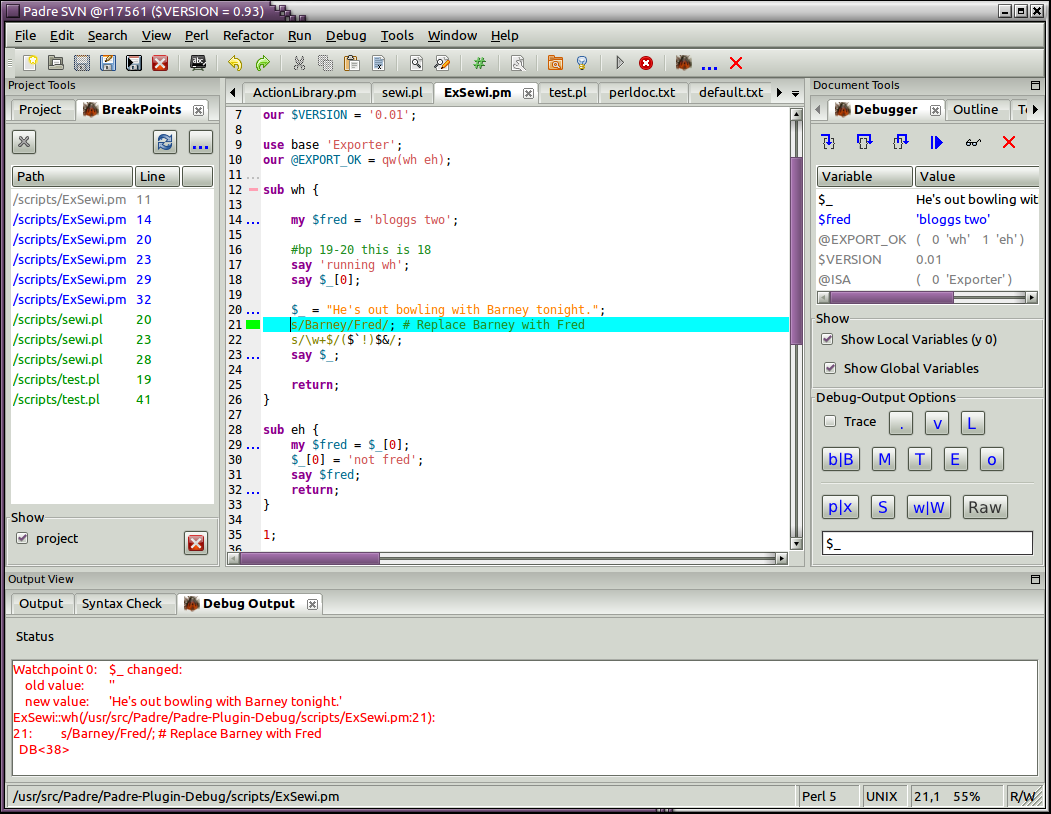 Padre SVN @r17561 ($VERSION = 0.93)
File Edit Search View Perl Refactor Run Debug Tools Window Help
Project Tools
Project BreakPoints
...
Path Line
/scripts/ExSewi.pm 11
/scripts/ExSewi.pm 14
/scripts/ExSewi.pm 20
/scripts/ExSewi.pm 23
/scripts/ExSewi.pm 29
/scripts/ExSewi.pm 32
/scripts/sewi.pl 20
/scripts/sewi.pl 23
/scripts/sewi.pl 28
/scripts/test.pl 19
/scripts/test.pl 41
Show
project
ActionLibrary.pm sewi.pl ExSewi.pm test.pl perldoc.txt default.txt
7 our $VERSION = '0.01';
8
9 use base 'Exporter';
10 our @EXPORT_OK = qw(wh eh);
11 ...
12 sub wh {
13
14 ... my $fred = 'bloggs two';
15
16 #bp 19-20 this is 18
17 say 'running wh';
18 say $_[0];
19
20 ... $_ = "He's out bowling with Barney tonight.";
21 s/Barney/Fred/; # Replace Barney with Fred
22 s/\w+$/($`!)$&/;
23 ... say $_;
24
25 return;
26 }
27
28 sub eh {
29 ... my $fred = $_[0];
30 $_[0] = 'not fred';
31 say $fred;
32 ... return;
33 }
34
35 1;
36
Document Tools
Debugger Outline
Variable Value
$_ He's out bowling wit
$fred 'bloggs two'
@EXPORT_OK ( 0 'wh' 1 'eh' )
$VERSION 0.01
@ISA ( 0 'Exporter' )
Show
Show Local Variables (y 0)
Show Global Variables
Debug-Output Options
Trace . v L
b|B M T E o
p|x S w|W Raw
$_
Output View
Output Syntax Check Debug Output
Status
Watchpoint 0: $_ changed:
old value: ''
new value: 'He's out bowling with Barney tonight.'
ExSewi::wh(/usr/src/Padre/Padre-Plugin-Debug/scripts/ExSewi.pm:21):
21: s/Barney/Fred/; # Replace Barney with Fred
DB<38>
/usr/src/Padre/Padre-Plugin-Debug/scripts/ExSewi.pm Perl 5 UNIX 21,1 55% R/W